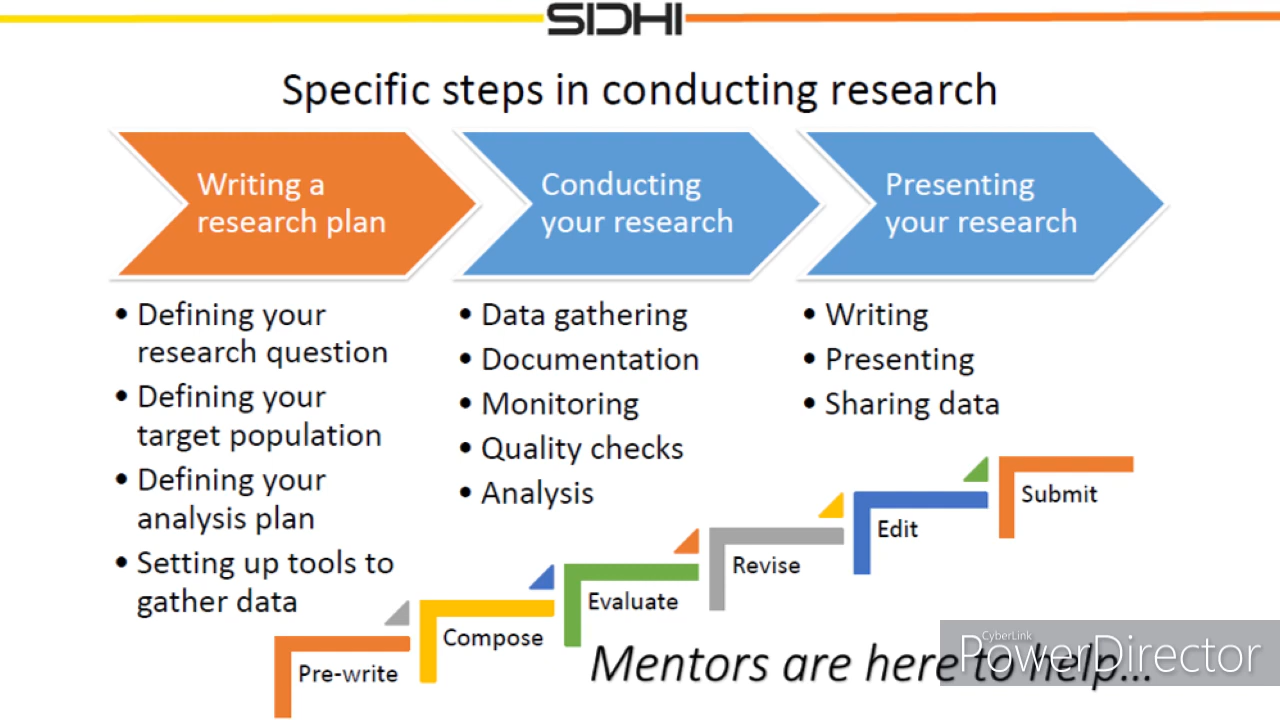 SIDHI
Specific steps in conducting research
Writing a
research plan
Conducting
your research
Presenting
your research
• Defining your
research question
• Defining your
target population
• Defining your
analysis plan
• Setting up tools to
gather data
• Data gathering
• Documentation
• Monitoring
• Quality checks
• Analysis
• Writing
• Presenting
• Sharing data
Pre-write
Compose
Evaluate
Revise
Edit
Submit
Mentors are here to help...
CyberLink
PowerDirector